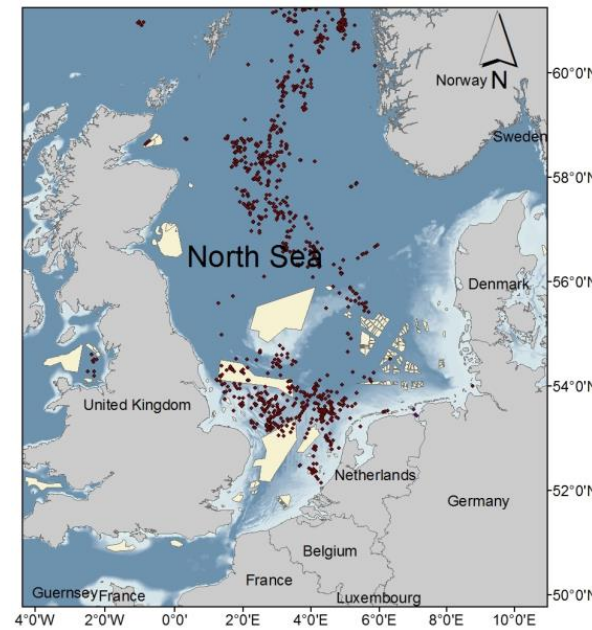 Norway
N
60°0'N
Sweden
58°0'N
North Sea
Denmark
56°0'N
54°0'N
United Kingdom
Netherlands
52°0'N
Germany
Belgium
France
Guernsey
France
Luxembourg
50°0'N
4°0'W
2°0'W
0°0'
2°0'E
4°0'E
6°0'E
8°0'E
10°0'E